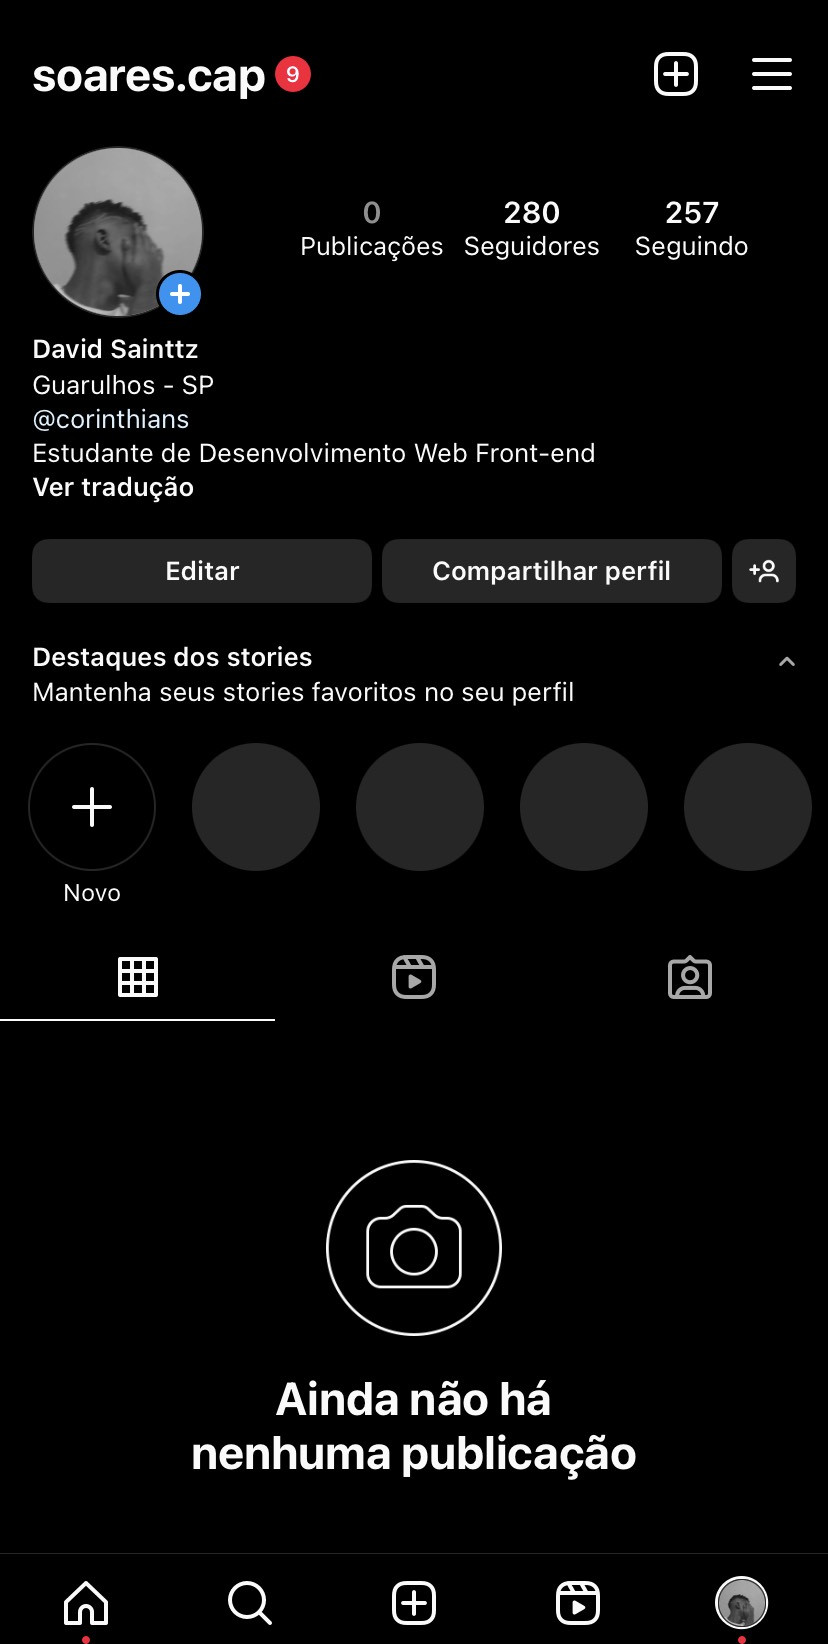 soares.cap 9
0 280 257
Publicações Seguidores Seguindo
David Sainttz
Guarulhos - SP
@corinthians
Estudante de Desenvolvimento Web Front-end
Ver tradução
Editar Compartilhar perfil
Destaques dos stories
Mantenha seus stories favoritos no seu perfil
Novo
Ainda não há
nenhuma publicação